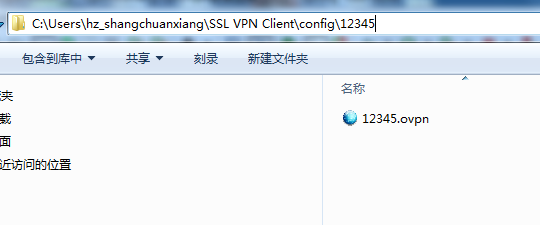 C:\Users\hz_shangchuanxiang\SSL VPN Client\config\12345
包含到库中 共享 刻录 新建文件夹
名称
藏夹
12345.ovpn
载
面
近访问的位置